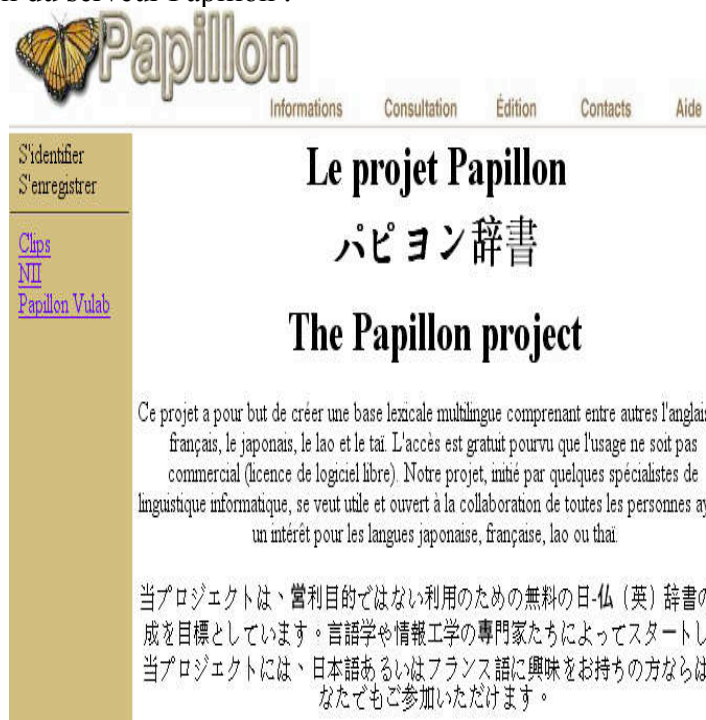 du serveur Papillon :
Papillon
Informations Consultation Édition Contacts Aide
S'identifier
S'enregistrer
Clips
NII
Papillon Vulab
Le projet Papillon
パピヨン辞書
The Papillon project
Ce projet a pour but de créer une base lexicale multilingue comprenant entre autres l'anglais
français, le japonais, le lao et le taï. L'accès est gratuit pourvu que l'usage ne soit pas
commercial (licence de logiciel libre). Notre projet, initié par quelques spécialistes de
linguistique informatique, se veut utile et ouvert à la collaboration de toutes les personnes ay
un intérêt pour les langues japonaise, française, lao ou thaï.
当プロジェクトは、営利目的ではない利用のための無料の日-仏（英）辞書の
成を目標としています。言語学や情報工学の専門家たちによってスタートし
当プロジェクトには、日本語あるいはフランス語に興味をお持ちの方ならは
なたでもご参加いただけます。